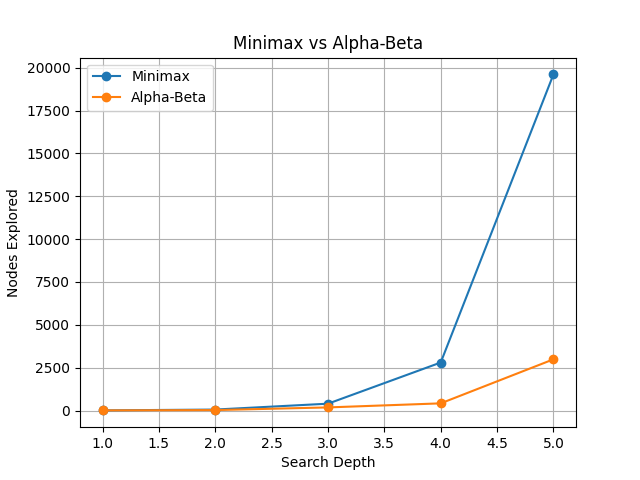 Minimax vs Alpha-Beta
Minimax
Alpha-Beta
Nodes Explored
20000
17500
15000
12500
10000
7500
5000
2500
0
1.0 1.5 2.0 2.5 3.0 3.5 4.0 4.5 5.0
Search Depth